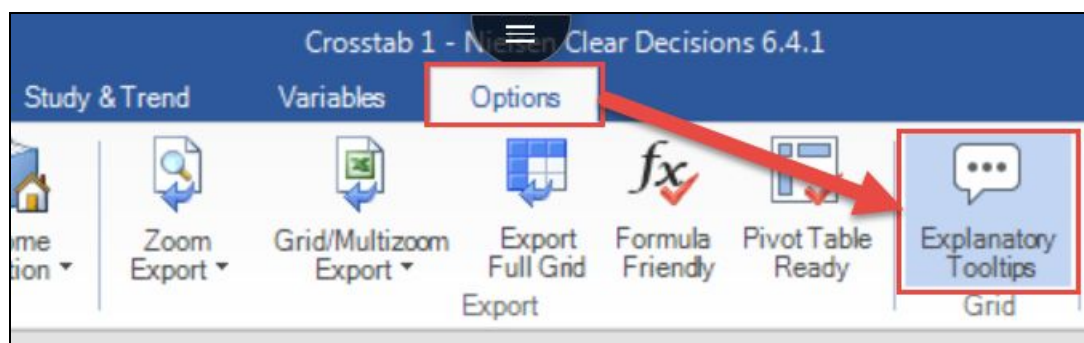 Crosstab 1 - Nielsen Clear Decisions 6.4.1
Study & Trend Variables Options
Zoom Export
Grid/Multizoom Export
Export Full Grid
Formula Friendly
Pivot Table Ready
Explanatory Tooltips
Export Grid